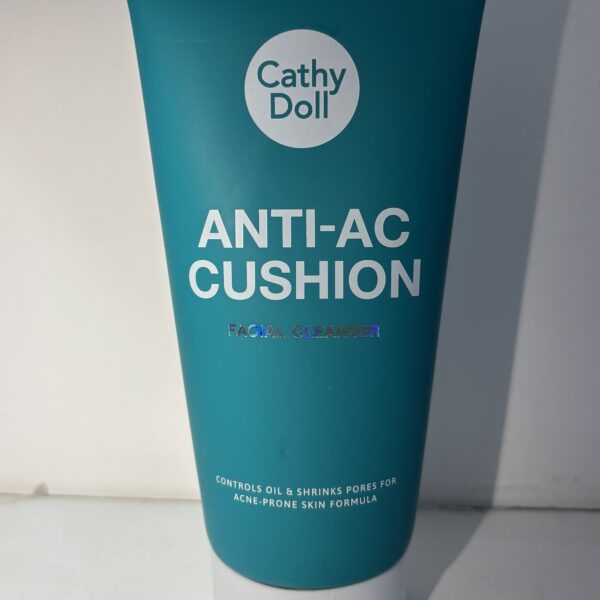 Cathy
Doll
ANTI-AC
CUSHION
FACIAL CLEANSER
CONTROLS OIL & SHRINKS PORES FOR
ACNE-PRONE SKIN FORMULA